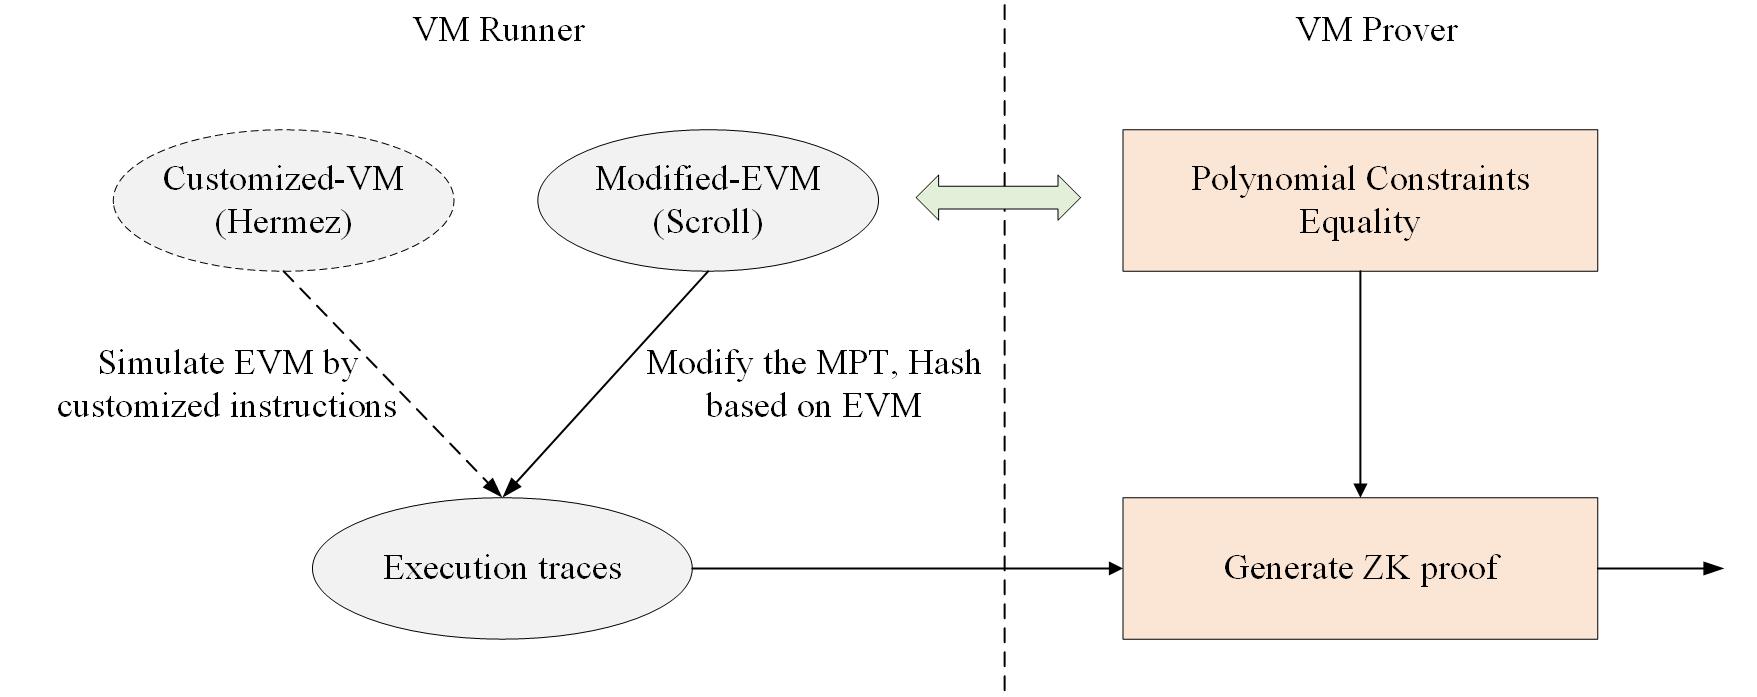 VM Runner
VM Prover
Customized-VM
(Hermez)
Modified-EVM
(Scroll)
Polynomial Constraints
Equality
Simulate EVM by
customized instructions
Modify the MPT, Hash
based on EVM
Execution traces
Generate ZK proof